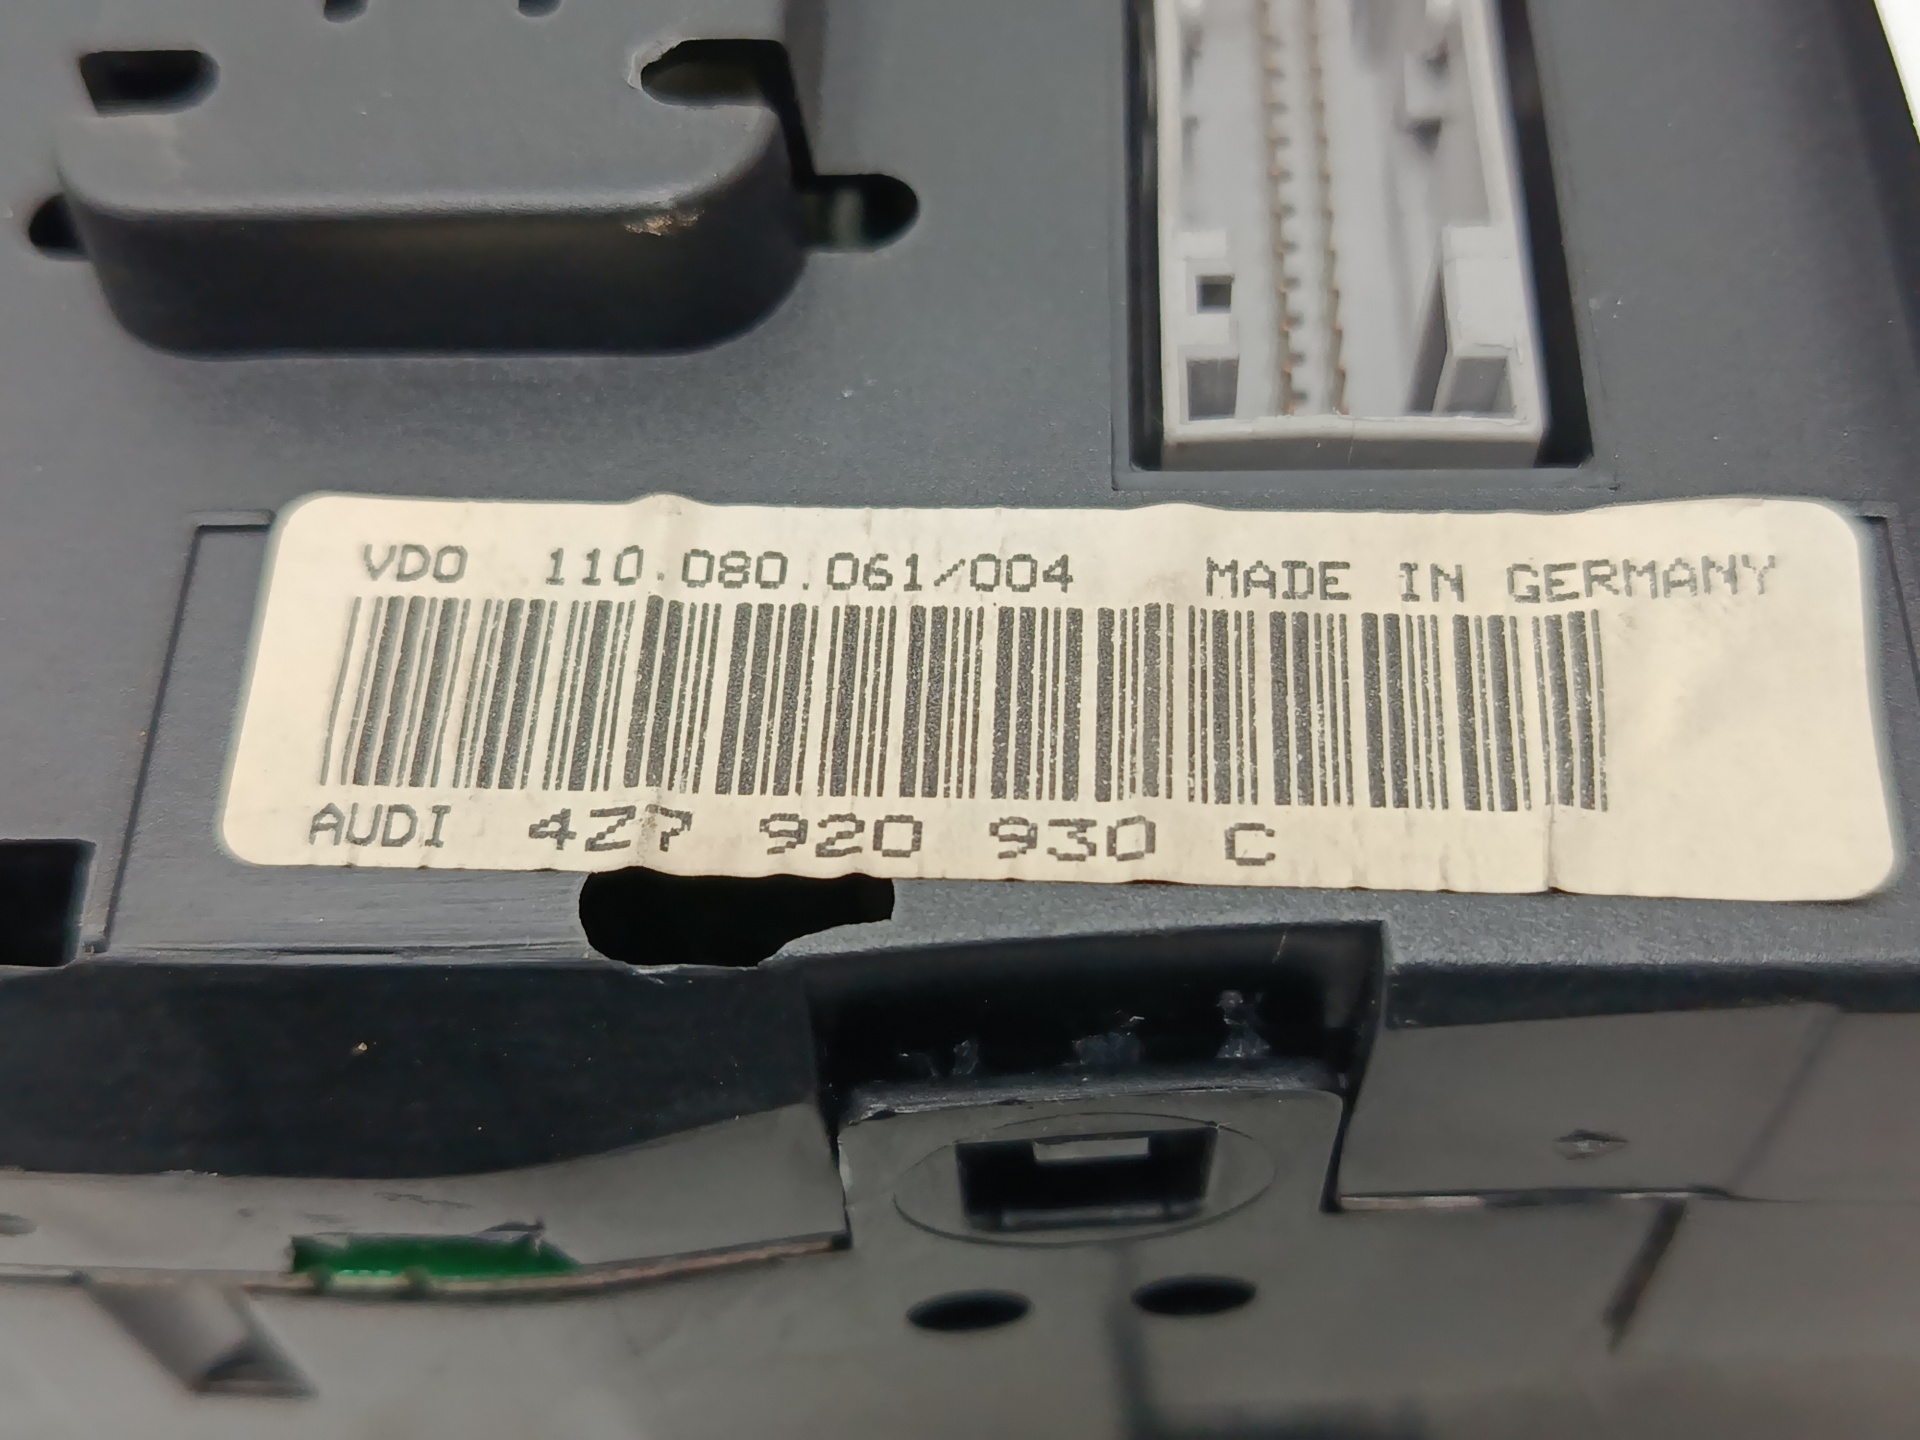 VDO 110.080.061/004 MADE IN GERMANY
AUDI 4Z7 920 930 C